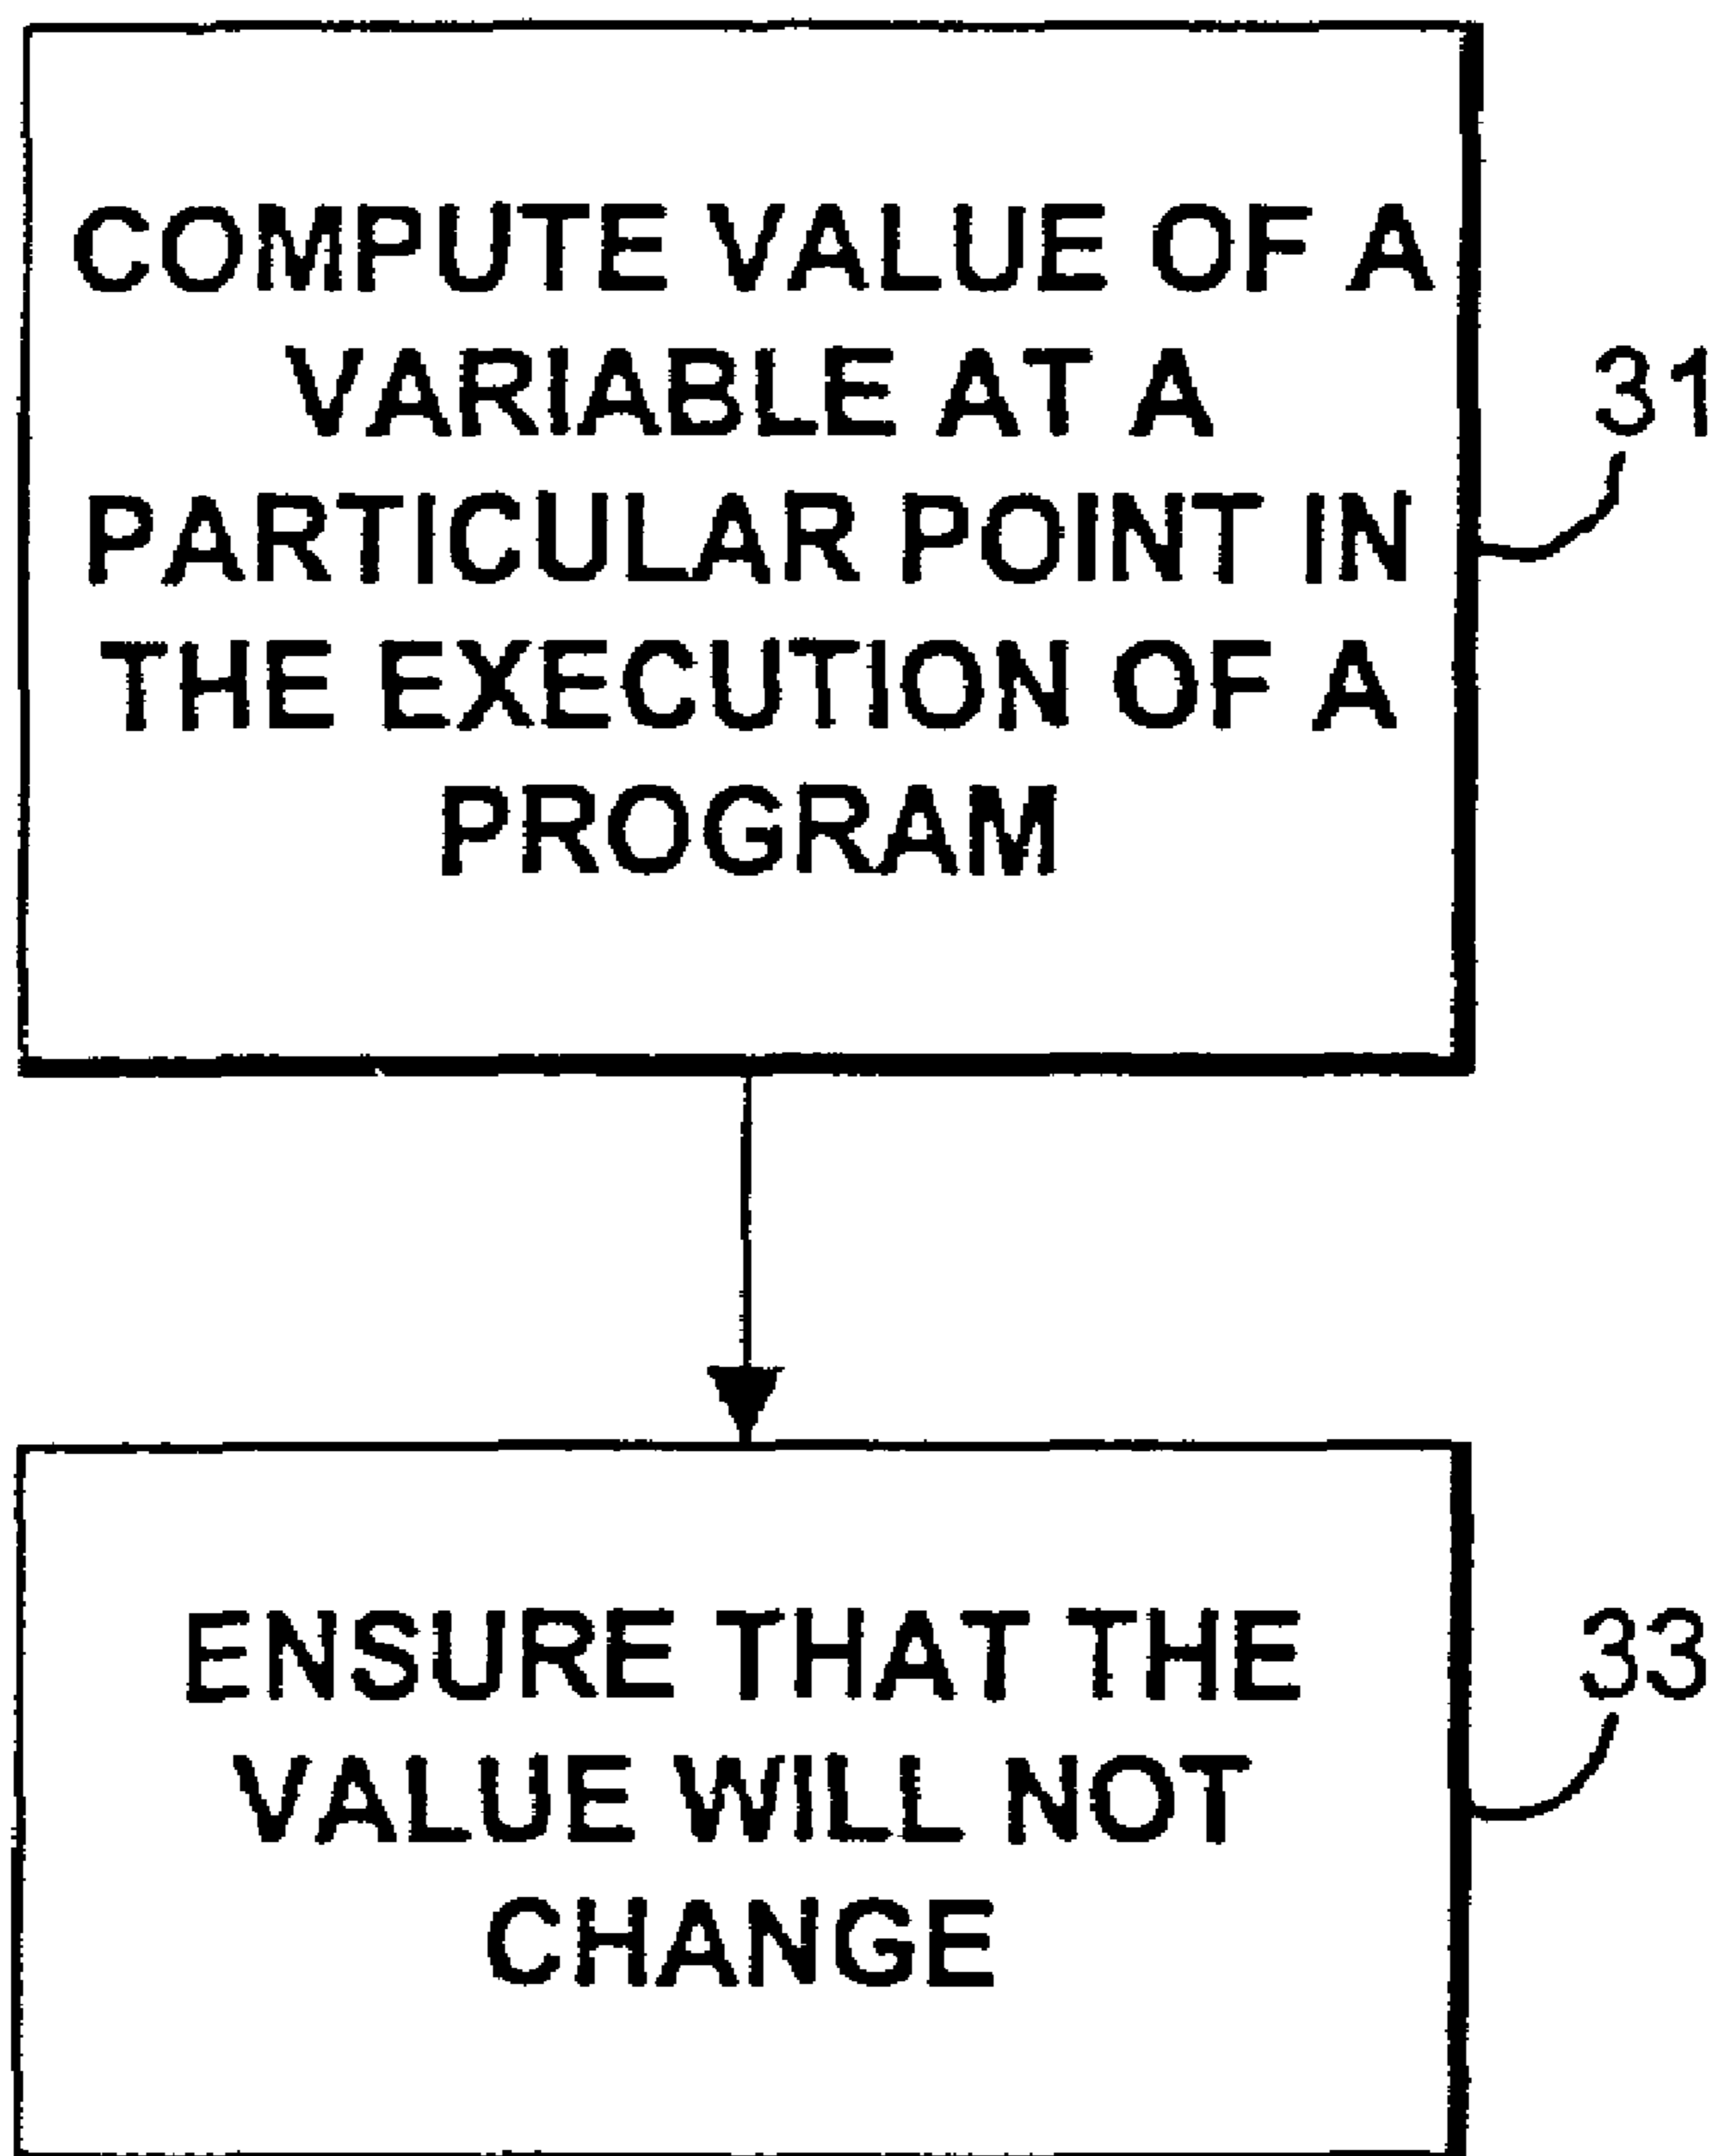 COMPUTE VALUE OF A
VARIABLE AT A
PARTICULAR POINT IN
THE EXECUTION OF A
PROGRAM
31
ENSURE THAT THE
VALUE WILL NOT
CHANGE
33